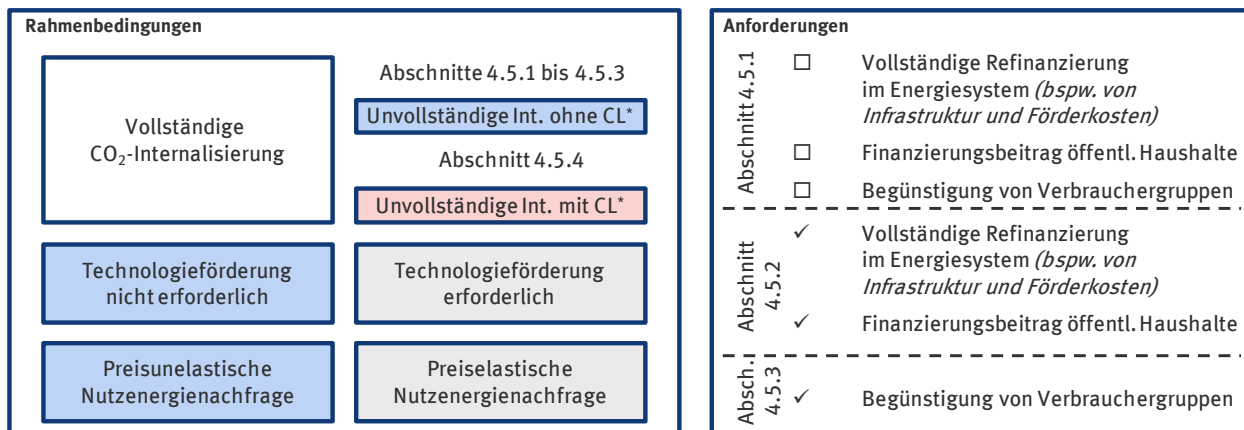 Rahmenbedingungen
Vollständige
CO₂-Internalisierung
Abschnitte 4.5.1 bis 4.5.3
Unvollständige Int. ohne CL*
Abschnitt 4.5.4
Unvollständige Int. mit CL*
Technologieförderung
nicht erforderlich
Technologieförderung
erforderlich
Preisunelastische
Nutzenergienachfrage
Preiselastische
Nutzenergienachfrage
Anforderungen
Abschnitt 4.5.1
☐ Vollständige Refinanzierung
im Energiesystem (bspw. von
Infrastruktur und Förderkosten)
☐ Finanzierungsbeitrag öffentl. Haushalte
☐ Begünstigung von Verbrauchergruppen
Abschnitt
4.5.2
✓ Vollständige Refinanzierung
im Energiesystem (bspw. von
Infrastruktur und Förderkosten)
✓ Finanzierungsbeitrag öffentl. Haushalte
Absch.
4.5.3
✓ Begünstigung von Verbrauchergruppen